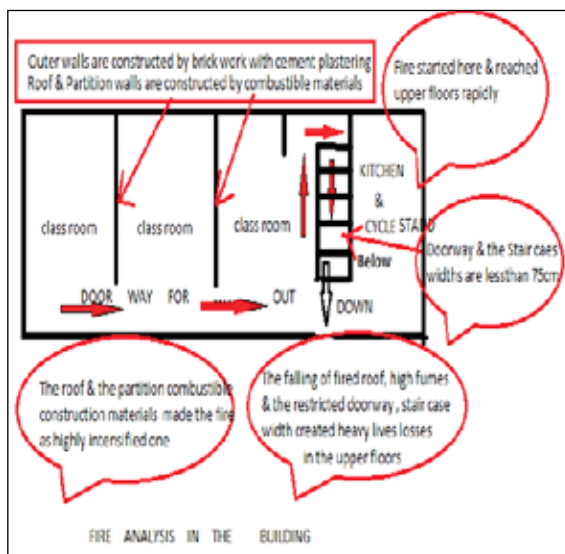 Outer walls are constructed by brick work with cement plastering
Roof & Partition walls are constructed by combustible materials
Fire started here & reached
upper floors rapidly
KITCHEN
&
CYCLE STAND
class room
class room
class room
Doorway & the Stair caes
widths are lessthan 75cm
Below
DOOR WAY FOR ........ OUT
DOWN
The roof & the partition combustible
construction materials made the fire
as highly intensified one
The falling of fired roof, high fumes
& the restricted doorway , stair case
width created heavy lives losses
in the upper floors
FIRE ANALYSIS IN THE BUILDING